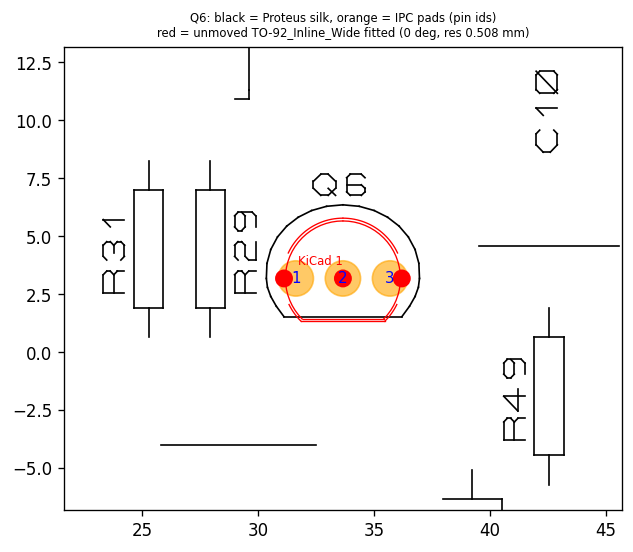 Q6: black = Proteus silk, orange = IPC pads (pin ids)
red = unmoved TO-92_Inline_Wide fitted (0 deg, res 0.508 mm)
12.5
10.0
7.5
5.0
2.5
0.0
−2.5
−5.0
C10
Q6
R31
R29
KiCad 1
1
2
3
R49
25
30
35
40
45